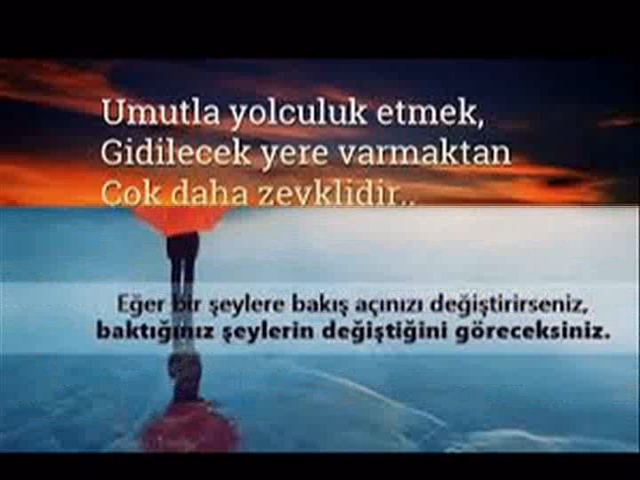 Umutla yolculuk etmek,
Gidilecek yere varmaktan
Çok daha zevklidir..
Eğer bir şeylere bakış açınızı değiştirirseniz,
baktığınız şeylerin değiştiğini göreceksiniz.